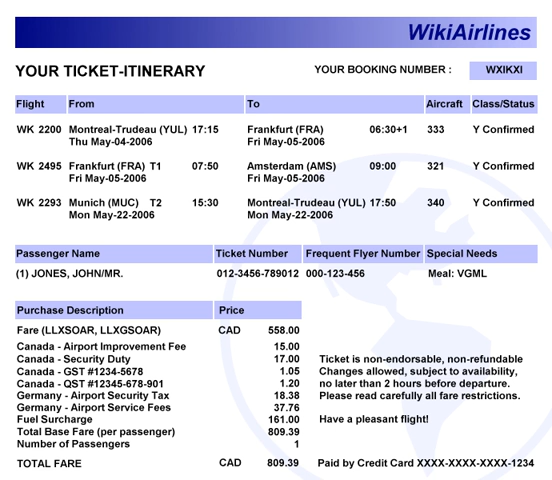 WikiAirlines
YOUR TICKET-ITINERARY YOUR BOOKING NUMBER : WXIKXI
Flight From To Aircraft Class/Status
WK 2200 Montreal-Trudeau (YUL) 17:15 Frankfurt (FRA) 06:30+1 333 Y Confirmed
Thu May-04-2006 Fri May-05-2006
WK 2495 Frankfurt (FRA) T1 07:50 Amsterdam (AMS) 09:00 321 Y Confirmed
Fri May-05-2006 Fri May-05-2006
WK 2293 Munich (MUC) T2 15:30 Montreal-Trudeau (YUL) 17:50 340 Y Confirmed
Mon May-22-2006 Mon May-22-2006
Passenger Name Ticket Number Frequent Flyer Number Special Needs
(1) JONES, JOHN/MR. 012-3456-789012 000-123-456 Meal: VGML
Purchase Description Price
Fare (LLXSOAR, LLXGSOAR) CAD 558.00
Canada - Airport Improvement Fee 15.00
Canada - Security Duty 17.00 Ticket is non-endorsable, non-refundable
Canada - GST #1234-5678 1.05 Changes allowed, subject to availability,
Canada - QST #12345-678-901 1.20 no later than 2 hours before departure.
Germany - Airport Security Tax 18.38 Please read carefully all fare restrictions.
Germany - Airport Service Fees 37.76
Fuel Surcharge 161.00 Have a pleasant flight!
Total Base Fare (per passenger) 809.39
Number of Passengers 1
TOTAL FARE CAD 809.39 Paid by Credit Card XXXX-XXXX-XXXX-1234